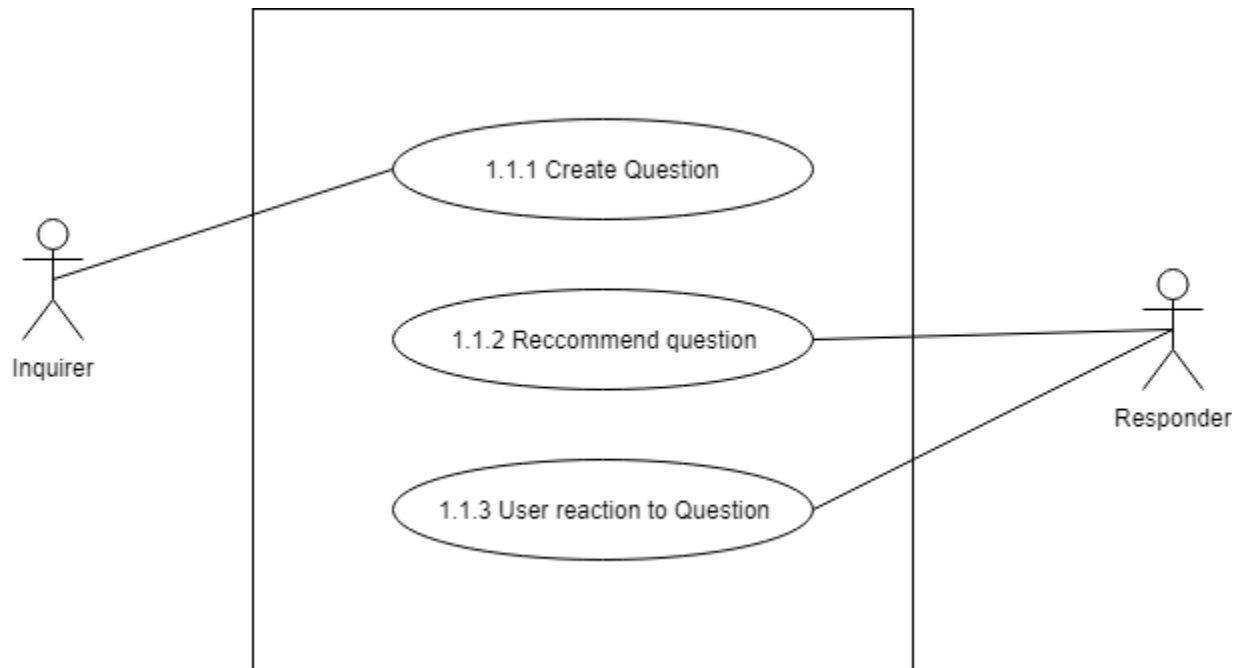 1.1.1 Create Question
1.1.2 Reccommend question
Inquirer
Responder
1.1.3 User reaction to Question